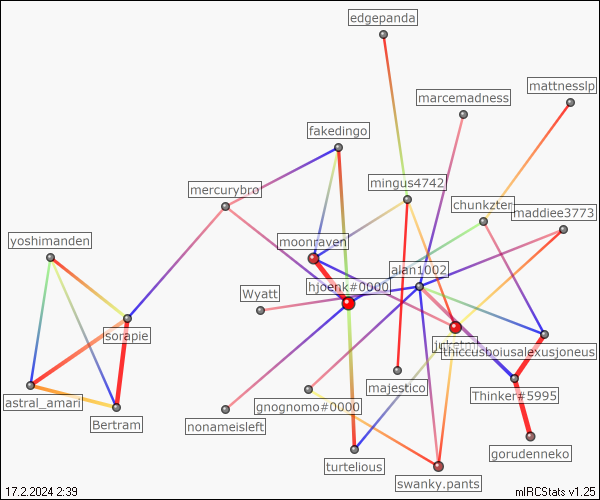 edgepanda
mattnesslp
marcemadness
fakedingo
mingus4742
mercurybro
chunkzter
maddiee3773
yoshimanden
moonraven
alan1002
hjoenk#0000
Wyatt
sorapie
thiccusboiusalexusjoneus
majestico
Thinker#5995
astral_amari
gnognomo#0000
Bertram
nonameisleft
gorudenneko
turtelious
swanky.pants
17.2.2024 2:39
mIRCStats v1.25